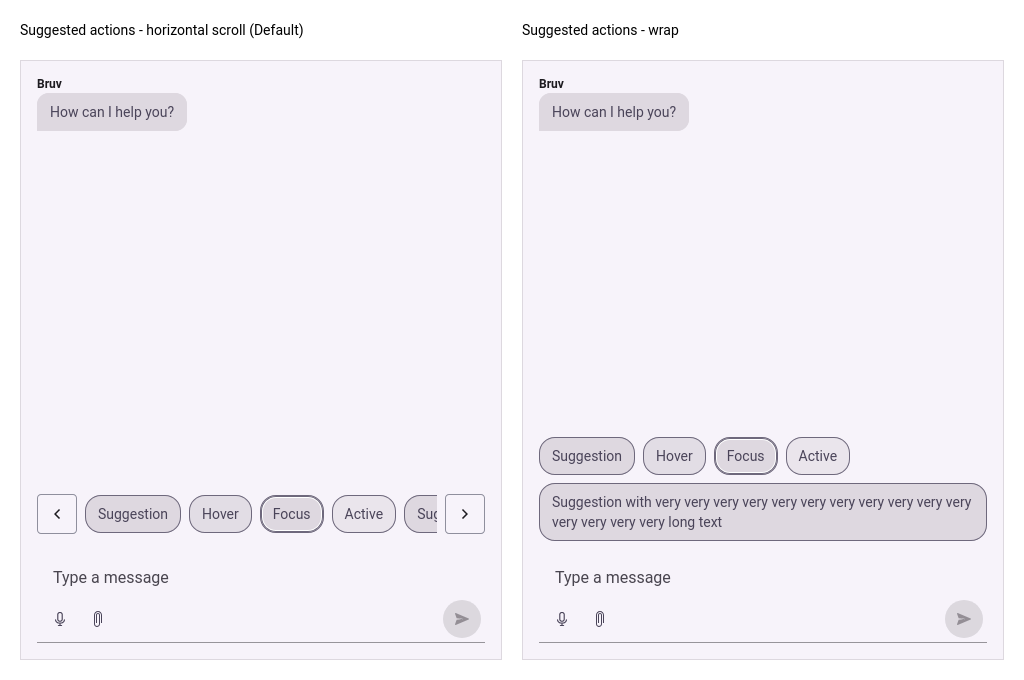 Suggested actions - horizontal scroll (Default)
Bruv
How can I help you?
Suggestion
Hover
Focus
Active
Sug
Type a message
Suggested actions - wrap
Bruv
How can I help you?
Suggestion
Hover
Focus
Active
Suggestion with very very very very very very very very very very very
very very very very long text
Type a message